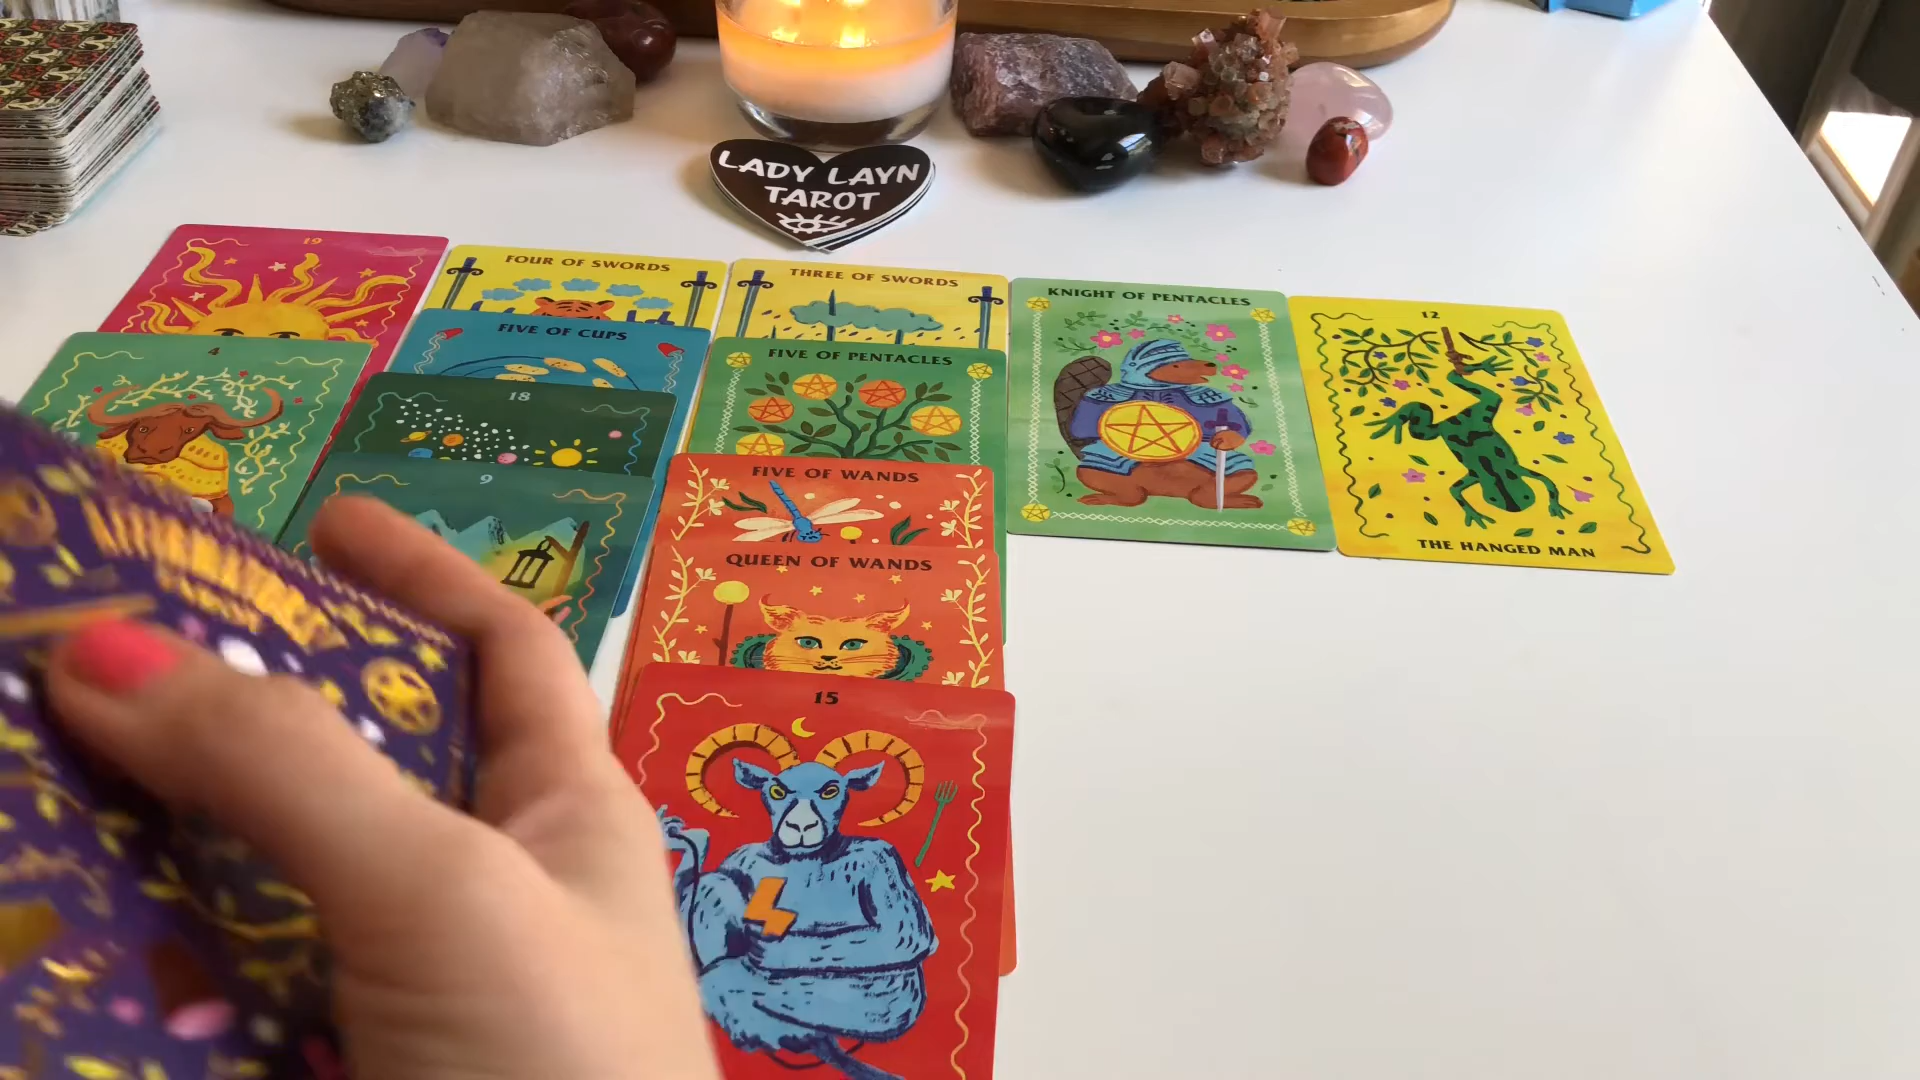 LADY LAYN
TAROT
19
FOUR OF SWORDS
THREE OF SWORDS
KNIGHT OF PENTACLES
12
THE HANGED MAN
4
FIVE OF CUPS
FIVE OF PENTACLES
18
9
FIVE OF WANDS
QUEEN OF WANDS
15